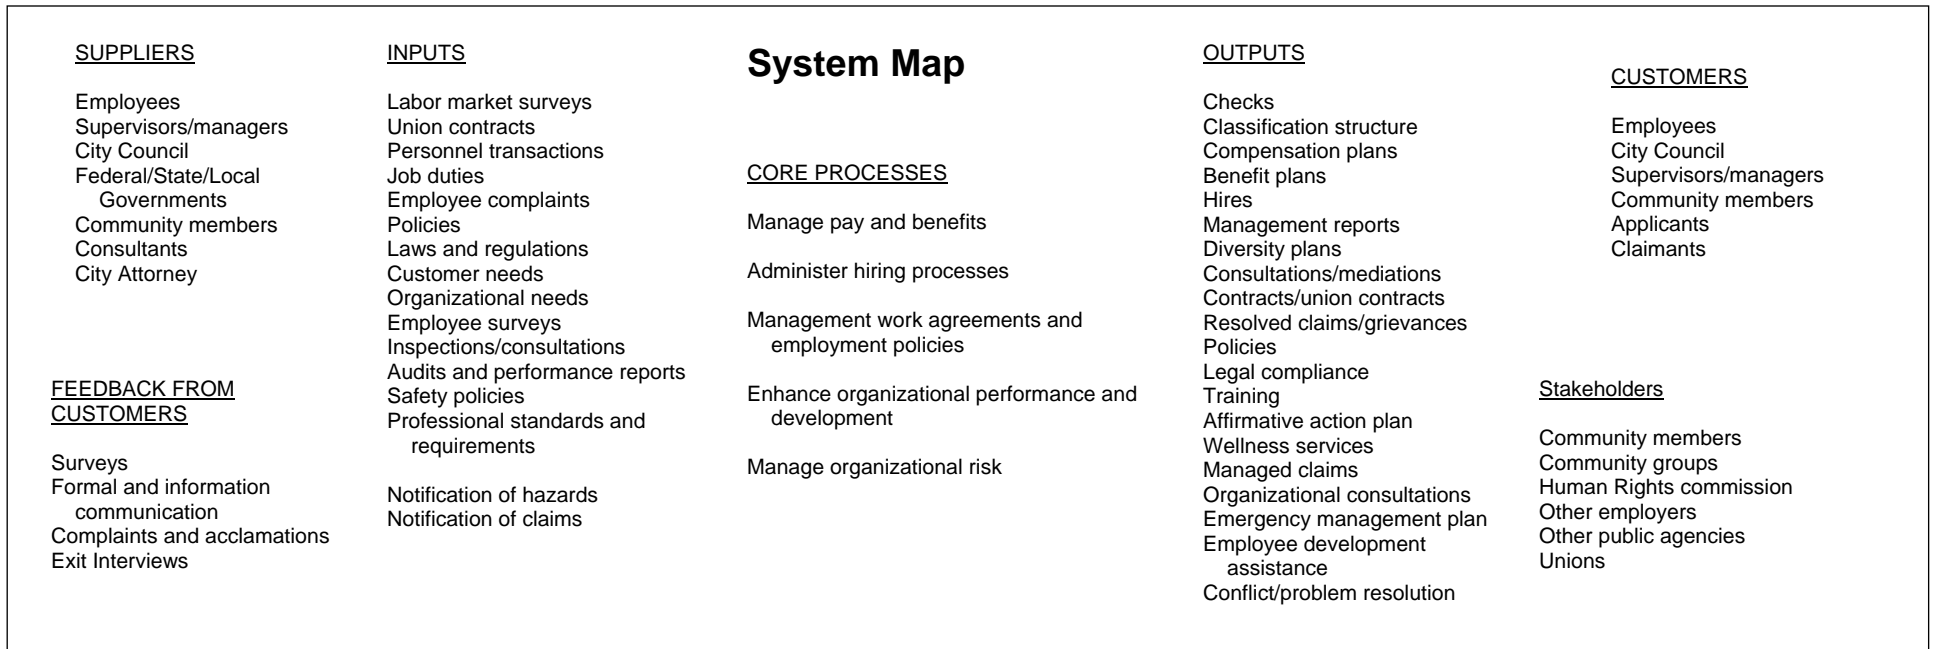 SUPPLIERS
Employees
Supervisors/managers
City Council
Federal/State/Local
Governments
Community members
Consultants
City Attorney
FEEDBACK FROM
CUSTOMERS
Surveys
Formal and information
communication
Complaints and acclamations
Exit Interviews
INPUTS
Labor market surveys
Union contracts
Personnel transactions
Job duties
Employee complaints
Policies
Laws and regulations
Customer needs
Organizational needs
Employee surveys
Inspections/consultations
Audits and performance reports
Safety policies
Professional standards and
requirements
Notification of hazards
Notification of claims
System Map
CORE PROCESSES
Manage pay and benefits
Administer hiring processes
Management work agreements and
employment policies
Enhance organizational performance and
development
Manage organizational risk
OUTPUTS
Checks
Classification structure
Compensation plans
Benefit plans
Hires
Management reports
Diversity plans
Consultations/mediations
Contracts/union contracts
Resolved claims/grievances
Policies
Legal compliance
Training
Affirmative action plan
Wellness services
Managed claims
Organizational consultations
Emergency management plan
Employee development
assistance
Conflict/problem resolution
CUSTOMERS
Employees
City Council
Supervisors/managers
Community members
Applicants
Claimants
Stakeholders
Community members
Community groups
Human Rights commission
Other employers
Other public agencies
Unions